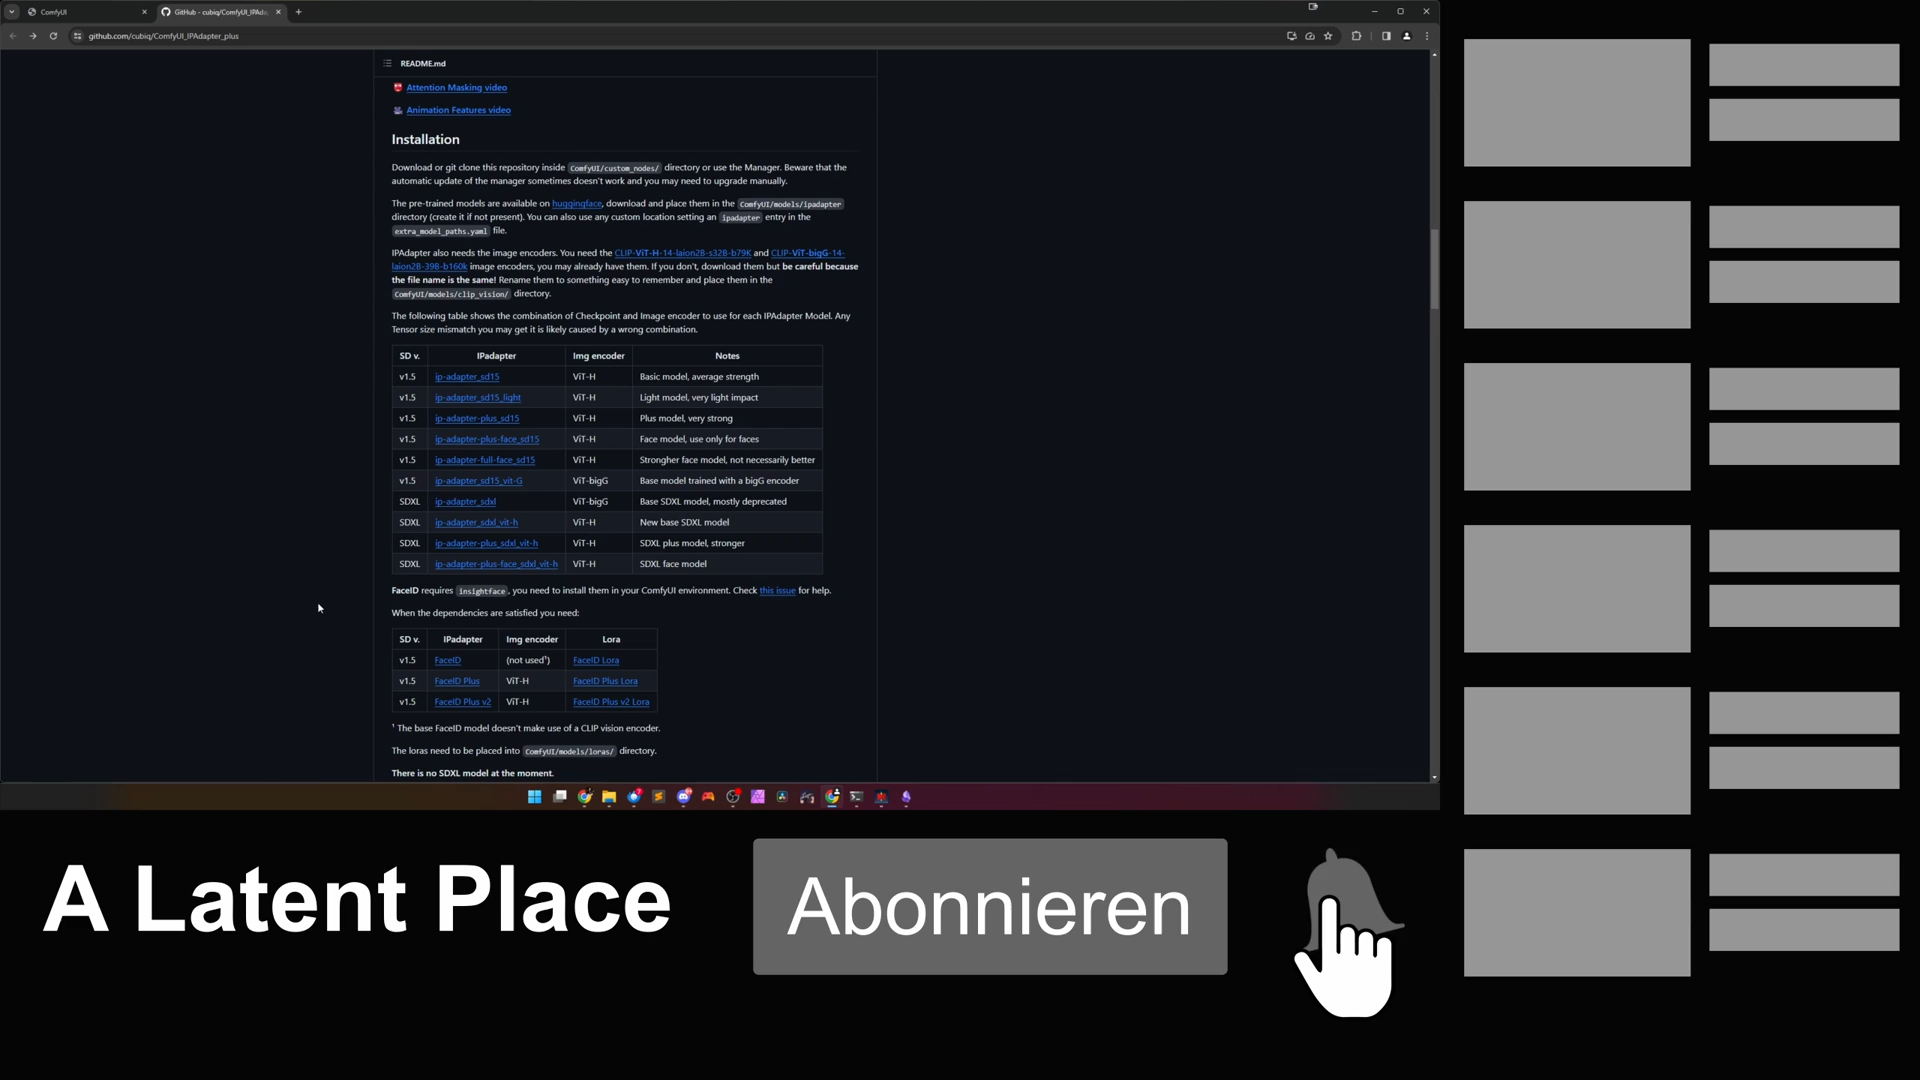 ComfyUI
GitHub - cubiq/ComfyUI_IPAda
github.com/cubiq/ComfyUI_IPAdapter_plus
README.md
Attention Masking video
Animation Features video
Installation
Download or git clone this repository inside ComfyUI/custom_nodes/ directory or use the Manager. Beware that the
automatic update of the manager sometimes doesn't work and you may need to upgrade manually.
The pre-trained models are available on huggingface, download and place them in the ComfyUI/models/ipadapter
directory (create it if not present). You can also use any custom location setting an ipadapter entry in the
extra_model_paths.yaml file.
IPAdapter also needs the image encoders. You need the CLIP-ViT-H-14-laion2B-s32B-b79K and CLIP-ViT-bigG-14-
laion2B-39B-b160k image encoders, you may already have them. If you don't, download them but be careful because
the file name is the same! Rename them to something easy to remember and place them in the
ComfyUI/models/clip_vision/ directory.
The following table shows the combination of Checkpoint and Image encoder to use for each IPAdapter Model. Any
Tensor size mismatch you may get it is likely caused by a wrong combination.
SD v. IPadapter Img encoder Notes
v1.5 ip-adapter_sd15 ViT-H Basic model, average strength
v1.5 ip-adapter_sd15_light ViT-H Light model, very light impact
v1.5 ip-adapter-plus_sd15 ViT-H Plus model, very strong
v1.5 ip-adapter-plus-face_sd15 ViT-H Face model, use only for faces
v1.5 ip-adapter-full-face_sd15 ViT-H Strongher face model, not necessarily better
v1.5 ip-adapter_sd15_vit-G ViT-bigG Base model trained with a bigG encoder
SDXL ip-adapter_sdxl ViT-bigG Base SDXL model, mostly deprecated
SDXL ip-adapter_sdxl_vit-h ViT-H New base SDXL model
SDXL ip-adapter-plus_sdxl_vit-h ViT-H SDXL plus model, stronger
SDXL ip-adapter-plus-face_sdxl_vit-h ViT-H SDXL face model
FaceID requires insightface, you need to install them in your ComfyUI environment. Check this issue for help.
When the dependencies are satisfied you need:
SD v. IPadapter Img encoder Lora
v1.5 FaceID (not used¹) FaceID Lora
v1.5 FaceID Plus ViT-H FaceID Plus Lora
v1.5 FaceID Plus v2 ViT-H FaceID Plus v2 Lora
¹ The base FaceID model doesn't make use of a CLIP vision encoder.
The loras need to be placed into ComfyUI/models/loras/ directory.
There is no SDXL model at the moment.
A Latent Place
Abonnieren